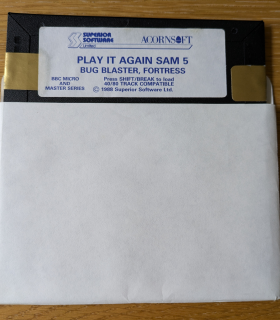 SUPERIOR SOFTWARE Limited
ACORNSOFT
PLAY IT AGAIN SAM 5
BUG BLASTER, FORTRESS
BBC MICRO AND MASTER SERIES
Press SHIFT/BREAK to load
40/80 TRACK COMPATIBLE
© 1988 Superior Software Ltd.